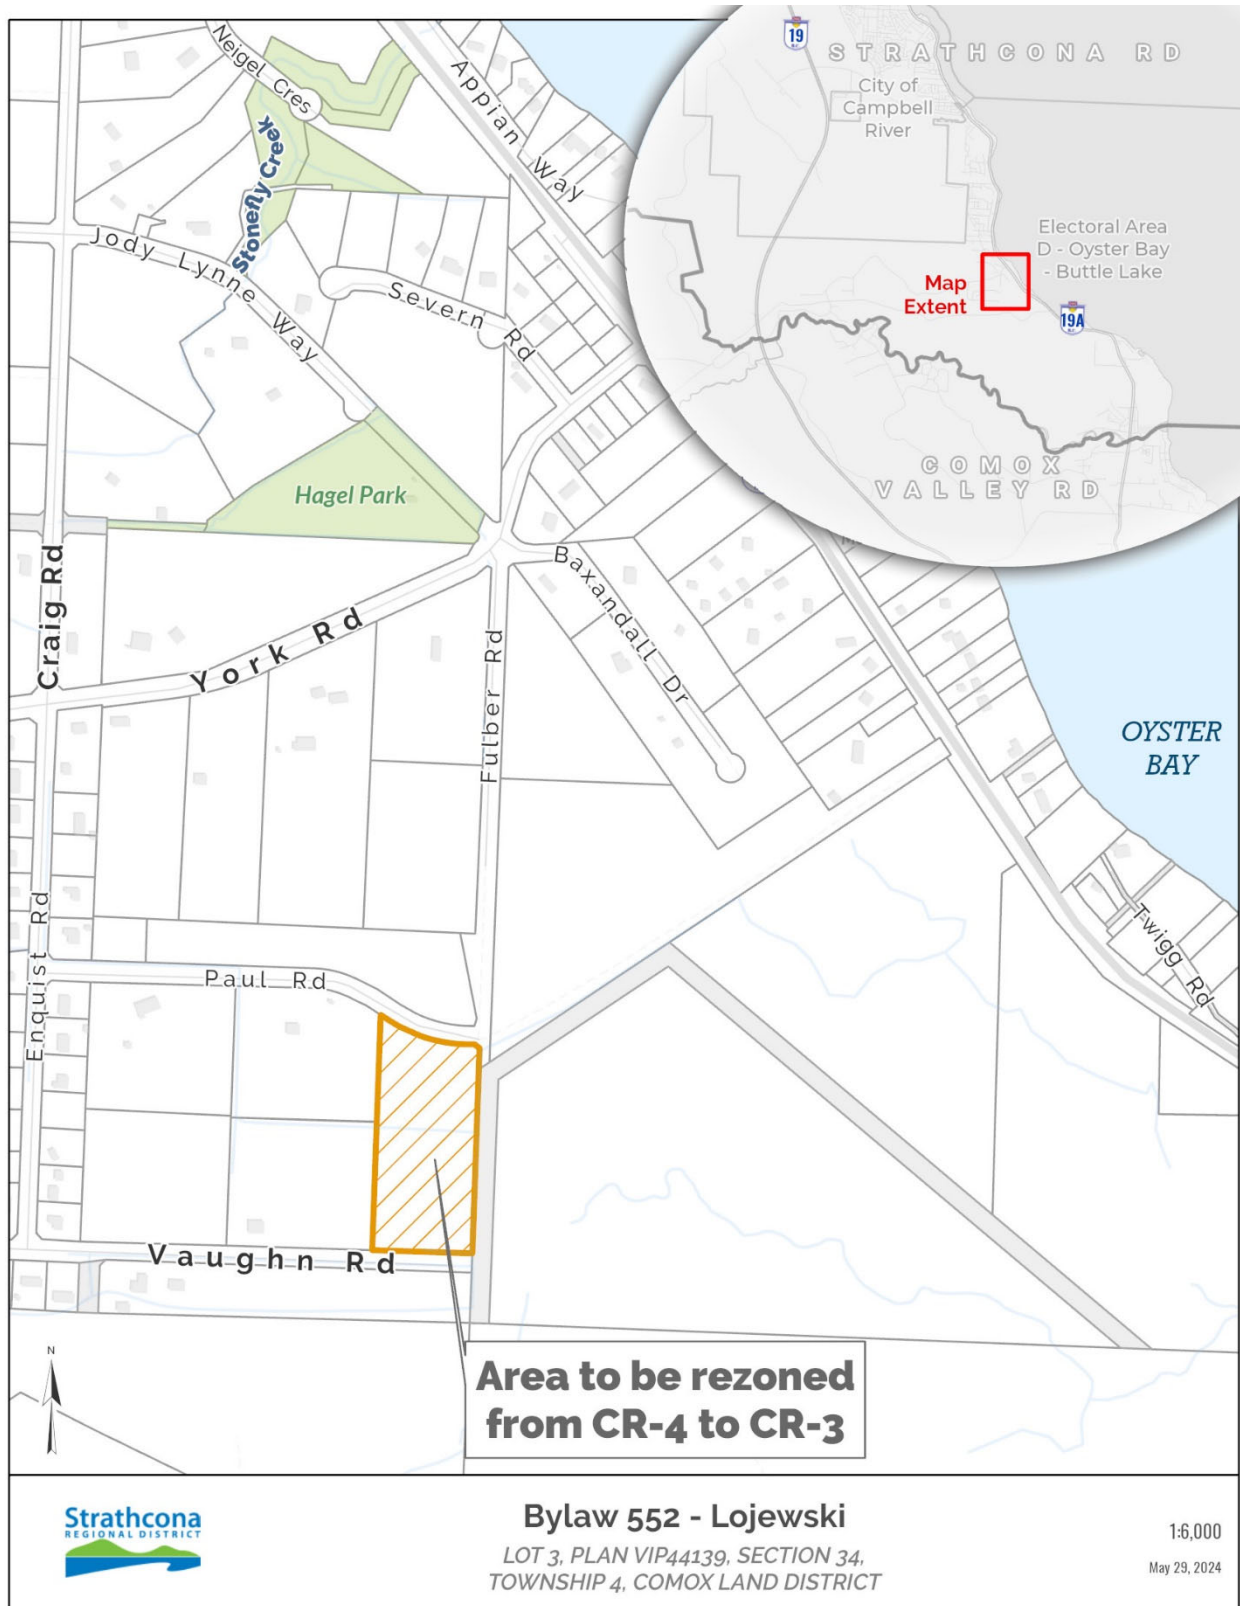 Neigel Cres
Appian Way
Stonefly Creek
Jody Lynne Way
Severn Rd
Hagel Park
Craig Rd
York Rd
Baxandall Dr
Fulber Rd
OYSTER
BAY
Twigg Rd
Enquist Rd
Paul Rd
Vaughn Rd
19
STRATHCONA RD
City of
Campbell
River
Electoral Area
D - Oyster Bay
- Buttle Lake
Map
Extent
19A
COMOX
VALLEY RD
N
Area to be rezoned
from CR-4 to CR-3
Strathcona
REGIONAL DISTRICT
Bylaw 552 - Lojewski
LOT 3, PLAN VIP44139, SECTION 34,
TOWNSHIP 4, COMOX LAND DISTRICT
1:6,000
May 29, 2024